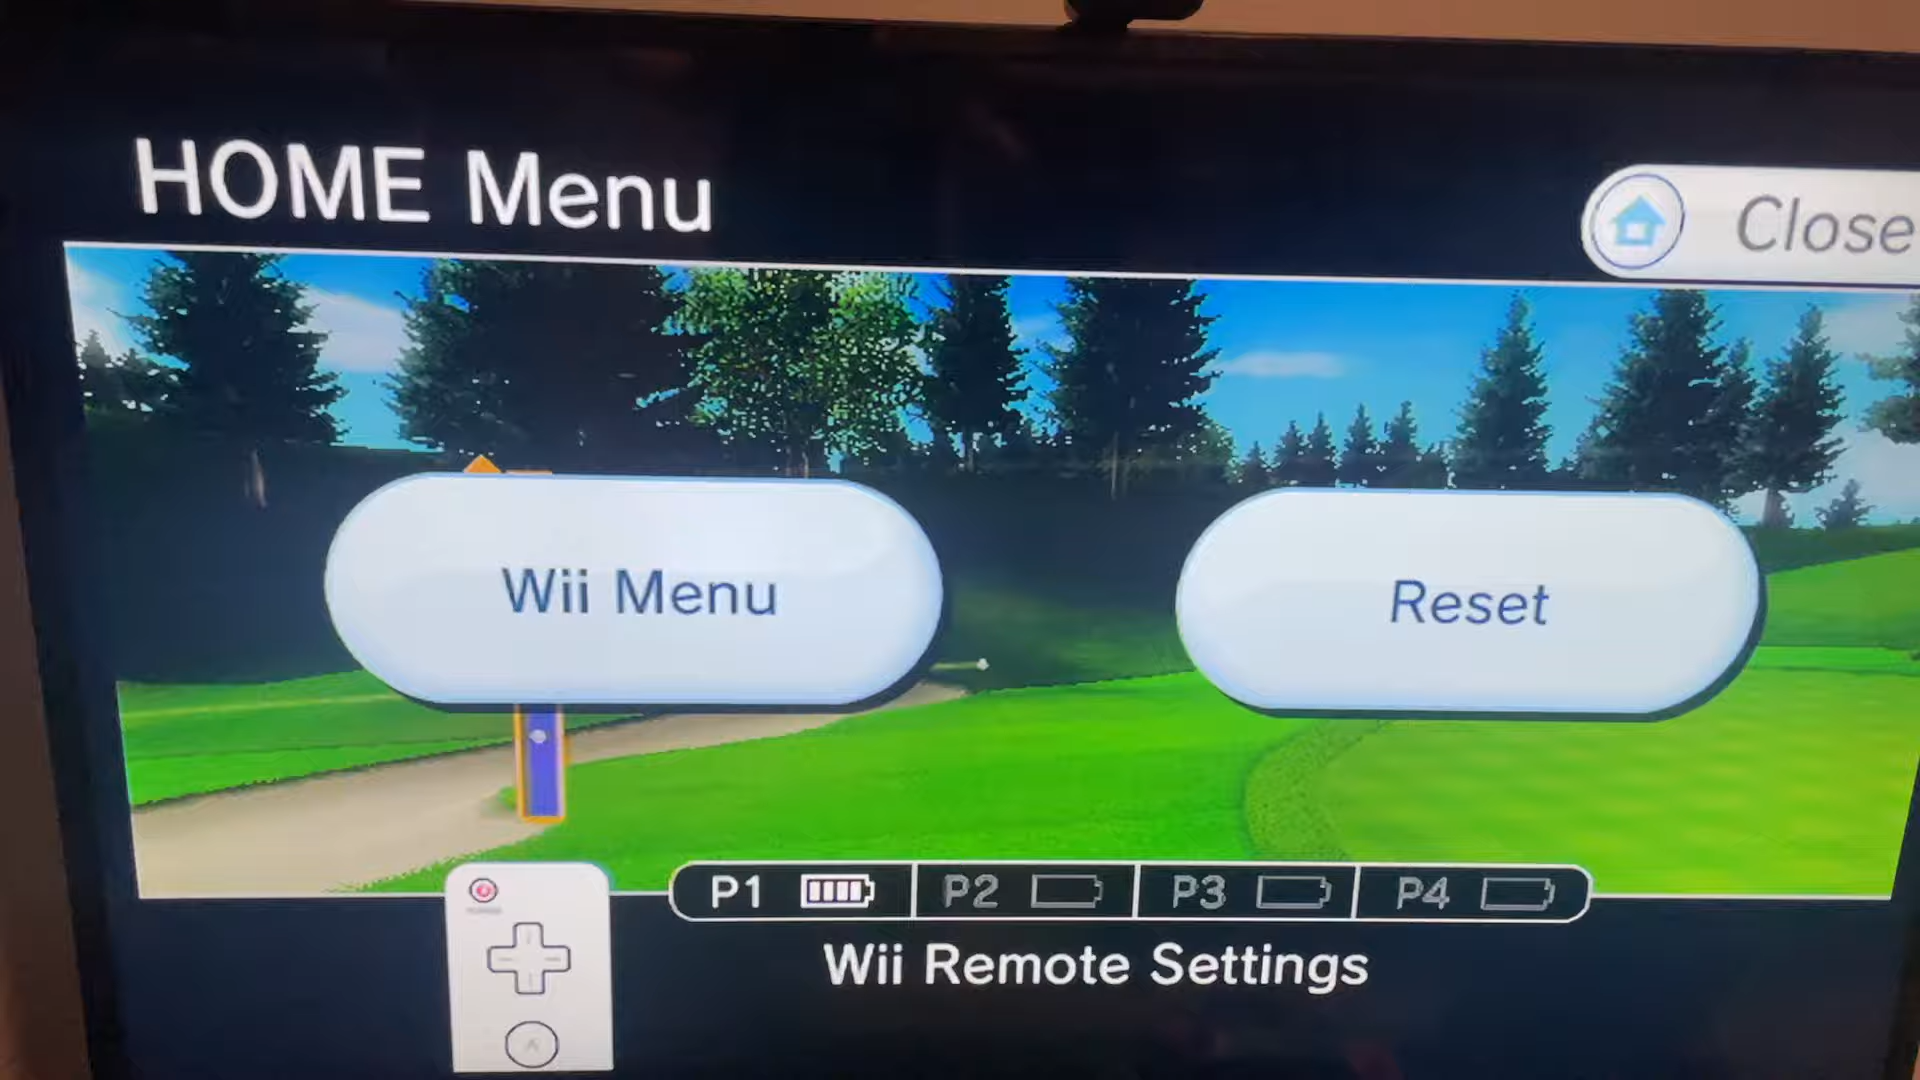 HOME Menu
Close
Wii Menu
Reset
P1 P2 P3 P4
Wii Remote Settings
A